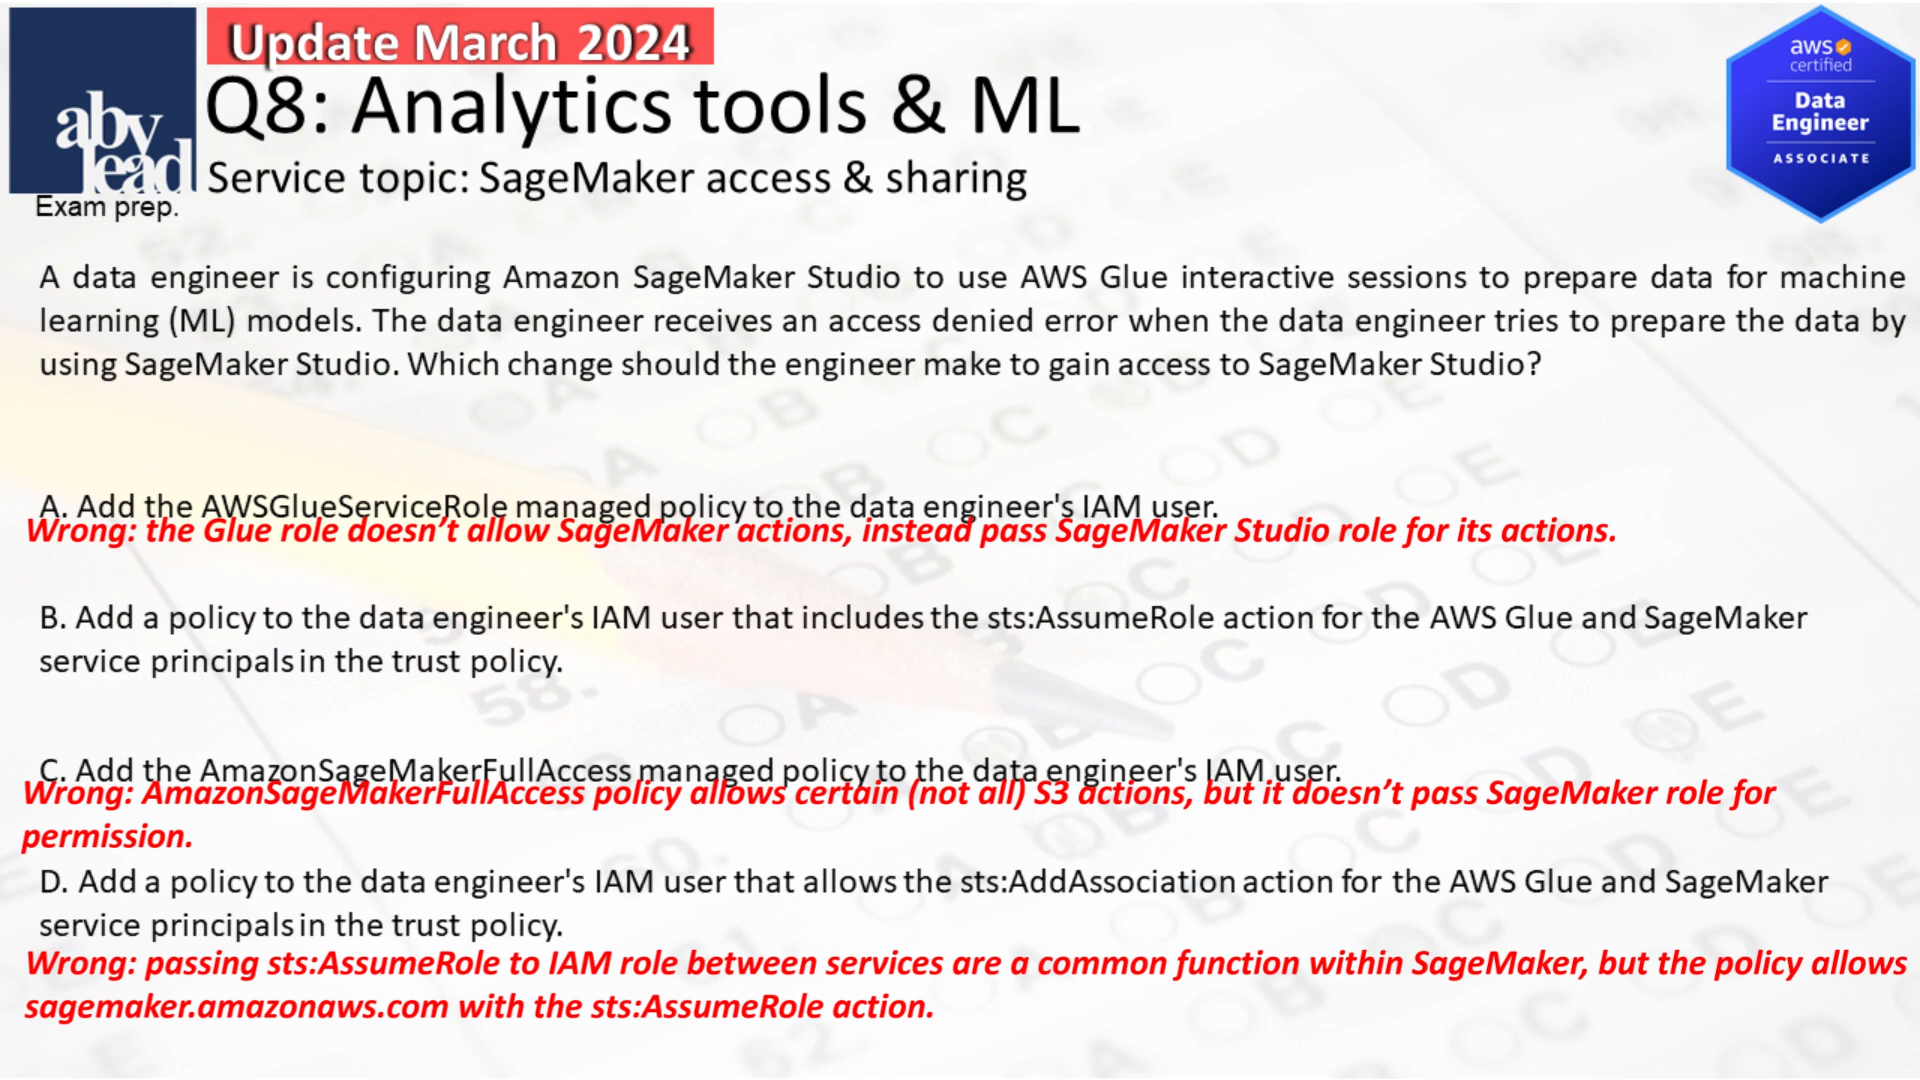 Update March 2024
aby
lead
Exam prep.
Q8: Analytics tools & ML
Service topic: SageMaker access & sharing
aws
certified
Data
Engineer
ASSOCIATE
A data engineer is configuring Amazon SageMaker Studio to use AWS Glue interactive sessions to prepare data for machine
learning (ML) models. The data engineer receives an access denied error when the data engineer tries to prepare the data by
using SageMaker Studio. Which change should the engineer make to gain access to SageMaker Studio?
A. Add the AWSGlueServiceRole managed policy to the data engineer's IAM user.
Wrong: the Glue role doesn’t allow SageMaker actions, instead pass SageMaker Studio role for its actions.
B. Add a policy to the data engineer's IAM user that includes the sts:AssumeRole action for the AWS Glue and SageMaker
service principals in the trust policy.
C. Add the AmazonSageMakerFullAccess managed policy to the data engineer's IAM user.
Wrong: AmazonSageMakerFullAccess policy allows certain (not all) S3 actions, but it doesn’t pass SageMaker role for
permission.
D. Add a policy to the data engineer's IAM user that allows the sts:AddAssociation action for the AWS Glue and SageMaker
service principals in the trust policy.
Wrong: passing sts:AssumeRole to IAM role between services are a common function within SageMaker, but the policy allows
sagemaker.amazonaws.com with the sts:AssumeRole action.